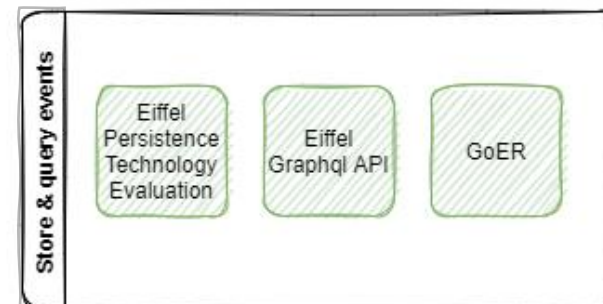 Store & query events
Eiffel
Persistence
Technology
Evaluation
Eiffel
Graphql API
GoER